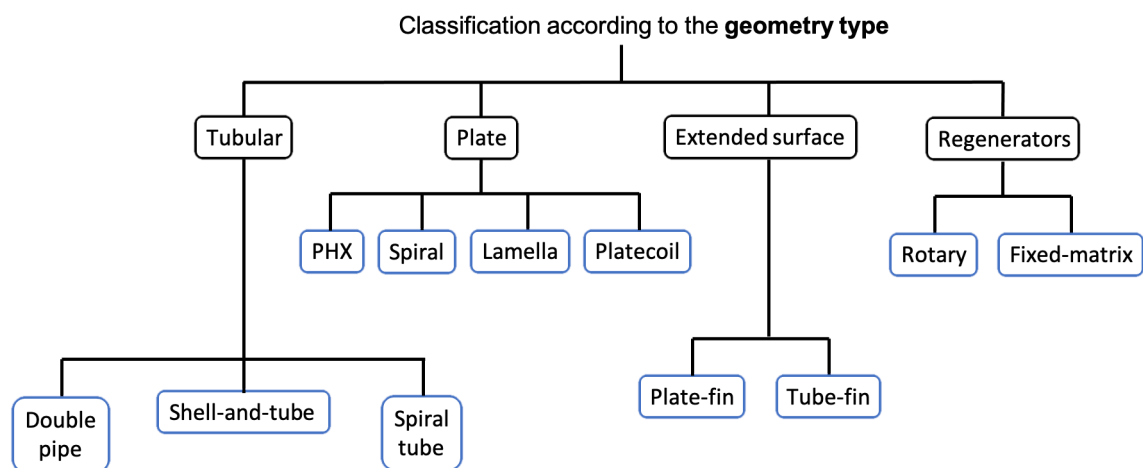 Classification according to the geometry type
Tubular
Plate
Extended surface
Regenerators
PHX
Spiral
Lamella
Platecoil
Rotary
Fixed-matrix
Plate-fin
Tube-fin
Double
pipe
Shell-and-tube
Spiral
tube